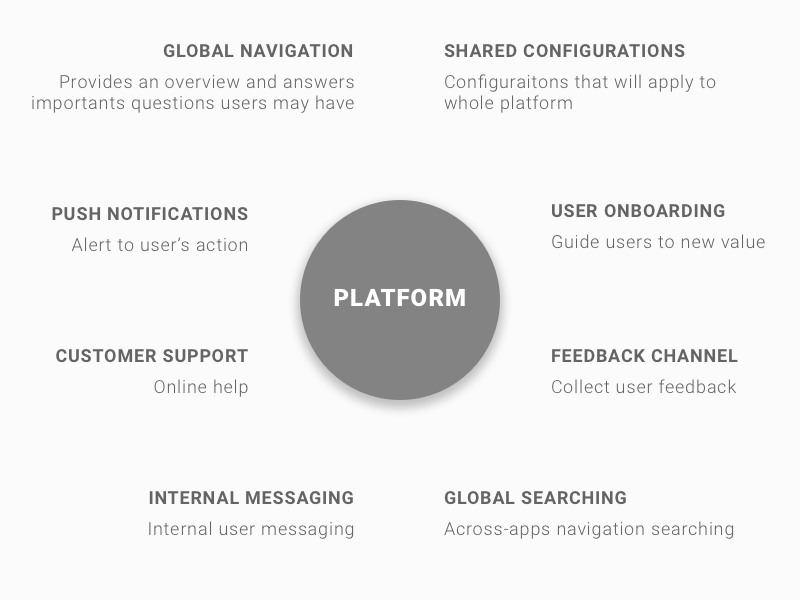 GLOBAL NAVIGATION
Provides an overview and answers
importants questions users may have
SHARED CONFIGURATIONS
Configuraitons that will apply to
whole platform
PUSH NOTIFICATIONS
Alert to user’s action
USER ONBOARDING
Guide users to new value
PLATFORM
CUSTOMER SUPPORT
Online help
FEEDBACK CHANNEL
Collect user feedback
INTERNAL MESSAGING
Internal user messaging
GLOBAL SEARCHING
Across-apps navigation searching